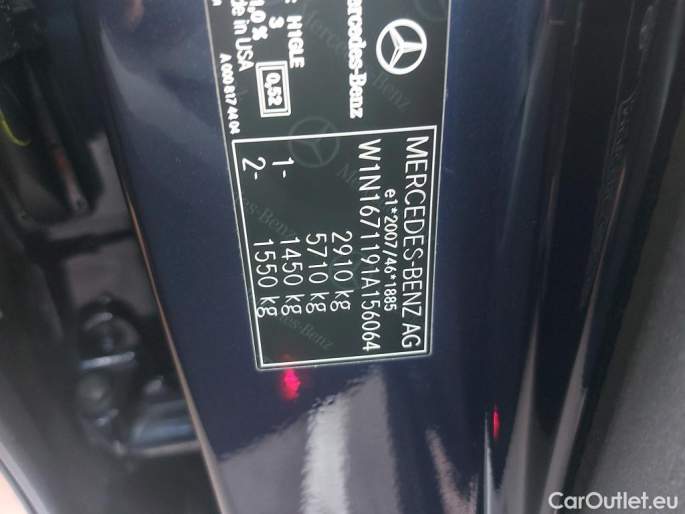 MERCEDES-BENZ AG
e1*2007/46*1885
W1N1671191A156064
2910 kg
5710 kg
1- 1450 kg
2- 1550 kg
Mercedes-Benz
H1GLE
3
0,52
in USA
A 000 817 44 04
CarOutlet.eu